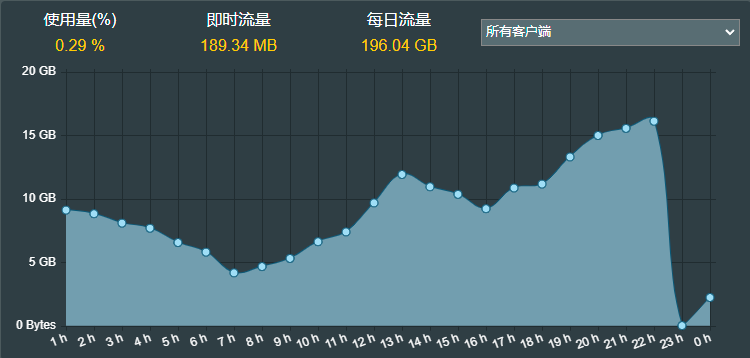 使用量(%) 即时流量 每日流量
0.29 % 189.34 MB 196.04 GB
所有客户端
20 GB
15 GB
10 GB
5 GB
0 Bytes
1 h 2 h 3 h 4 h 5 h 6 h 7 h 8 h 9 h 10 h 11 h 12 h 13 h 14 h 15 h 16 h 17 h 18 h 19 h 20 h 21 h 22 h 23 h 0 h